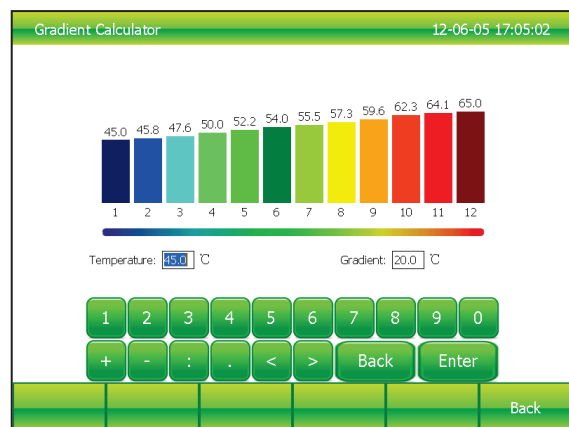 Gradient Calculator 12-06-05 17:05:02
45.0 45.8 47.6 50.0 52.2 54.0 55.5 57.3 59.6 62.3 64.1 65.0
1 2 3 4 5 6 7 8 9 10 11 12
Temperature: 45.0 ℃ Gradient: 20.0 ℃
1 2 3 4 5 6 7 8 9 0
+ - : . < > Back Enter
Back